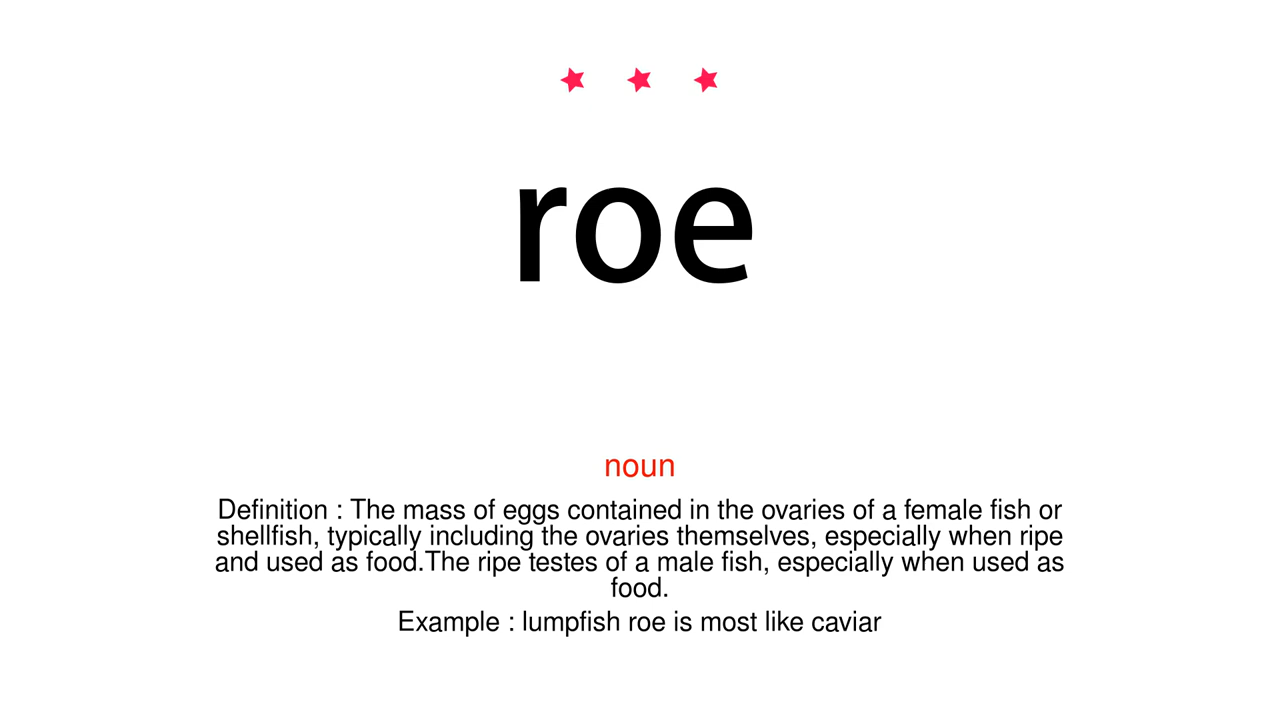 roe
noun
Definition : The mass of eggs contained in the ovaries of a female fish or
shellfish, typically including the ovaries themselves, especially when ripe
and used as food.The ripe testes of a male fish, especially when used as
food.
Example : lumpfish roe is most like caviar